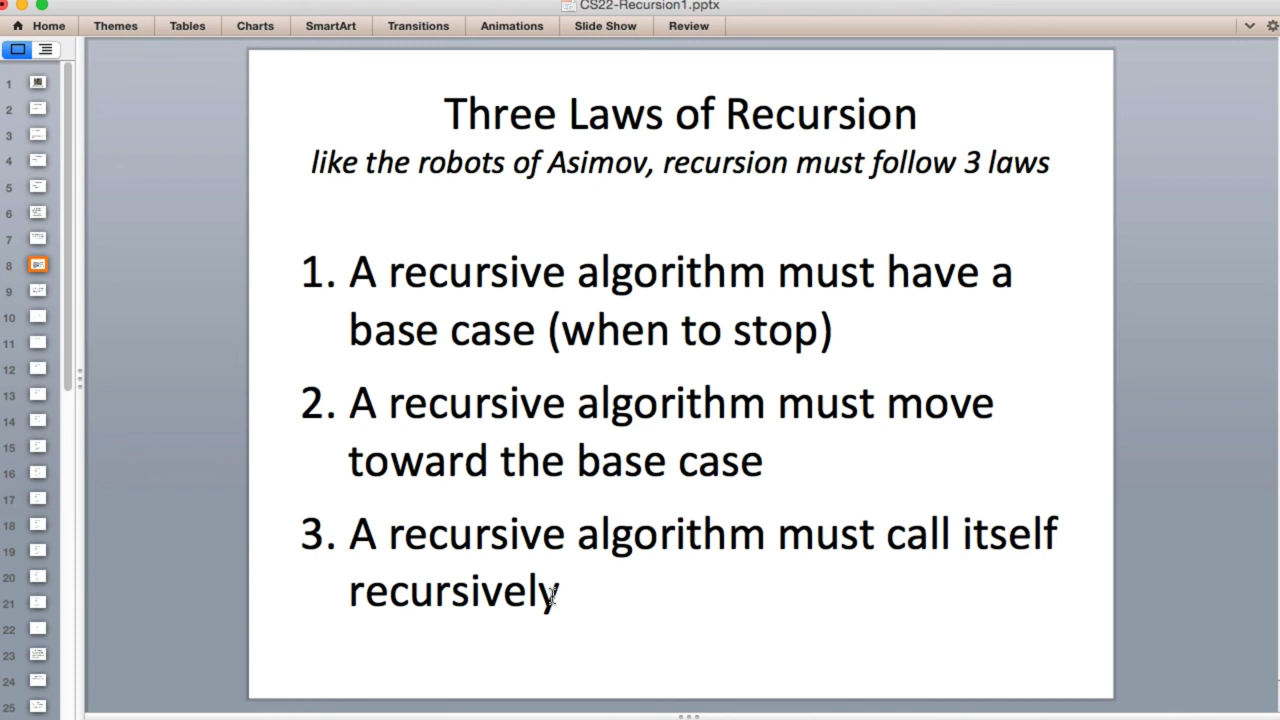 CS22-Recursion1.pptx
Home Themes Tables Charts SmartArt Transitions Animations Slide Show Review
Three Laws of Recursion
like the robots of Asimov, recursion must follow 3 laws
1. A recursive algorithm must have a
base case (when to stop)
2. A recursive algorithm must move
toward the base case
3. A recursive algorithm must call itself
recursively
1
2
3
4
5
6
7
8
9
10
11
12
13
14
15
16
17
18
19
20
21
22
23
24
25